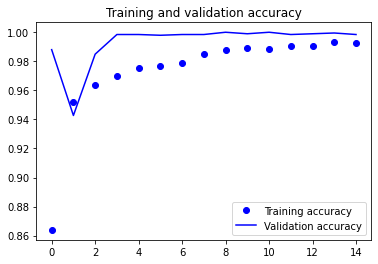 Training and validation accuracy
1.00
0.98
0.96
0.94
0.92
0.90
0.88
0.86
Training accuracy
Validation accuracy
0 2 4 6 8 10 12 14